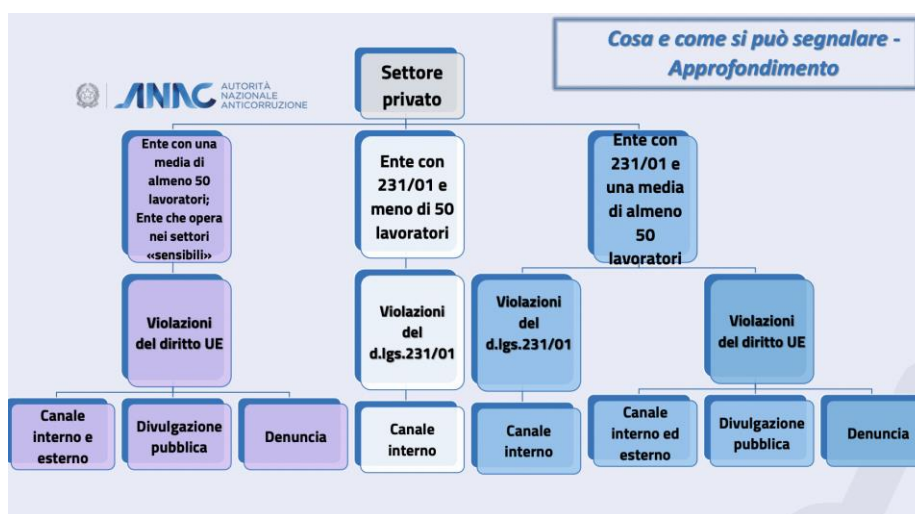 Cosa e come si può segnalare -
Approfondimento
ANAC
AUTORITÀ
NAZIONALE
ANTICORRUZIONE
Settore
privato
Ente con una
media di
almeno 50
lavoratori;
Ente che opera
nei settori
«sensibili»
Ente con
231/01 e
meno di 50
lavoratori
Ente con
231/01 e
una media
di almeno
50
lavoratori
Violazioni
del diritto UE
Violazioni
del
d.lgs.231/01
Violazioni
del
d.lgs.231/01
Violazioni
del diritto UE
Canale
interno e
esterno
Divulgazione
pubblica
Denuncia
Canale
interno
Canale
interno
Canale
interno ed
esterno
Divulgazione
pubblica
Denuncia